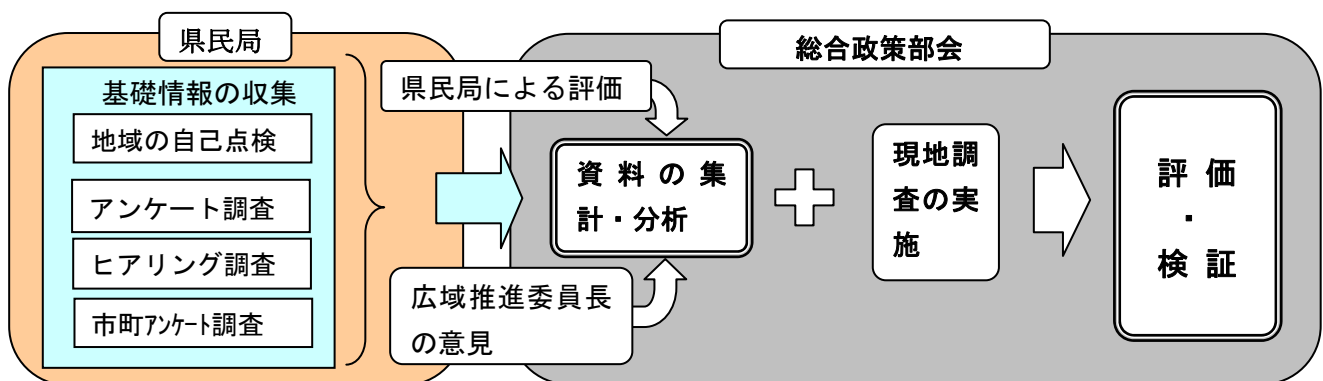 県民局
基礎情報の収集
地域の自己点検
アンケート調査
ヒアリング調査
市町ｱﾝｹｰﾄ調査
県民局による評価
広域推進委員長
の意見
総合政策部会
資料の集
計・分析
現地調
査の実
施
評価
・
検証